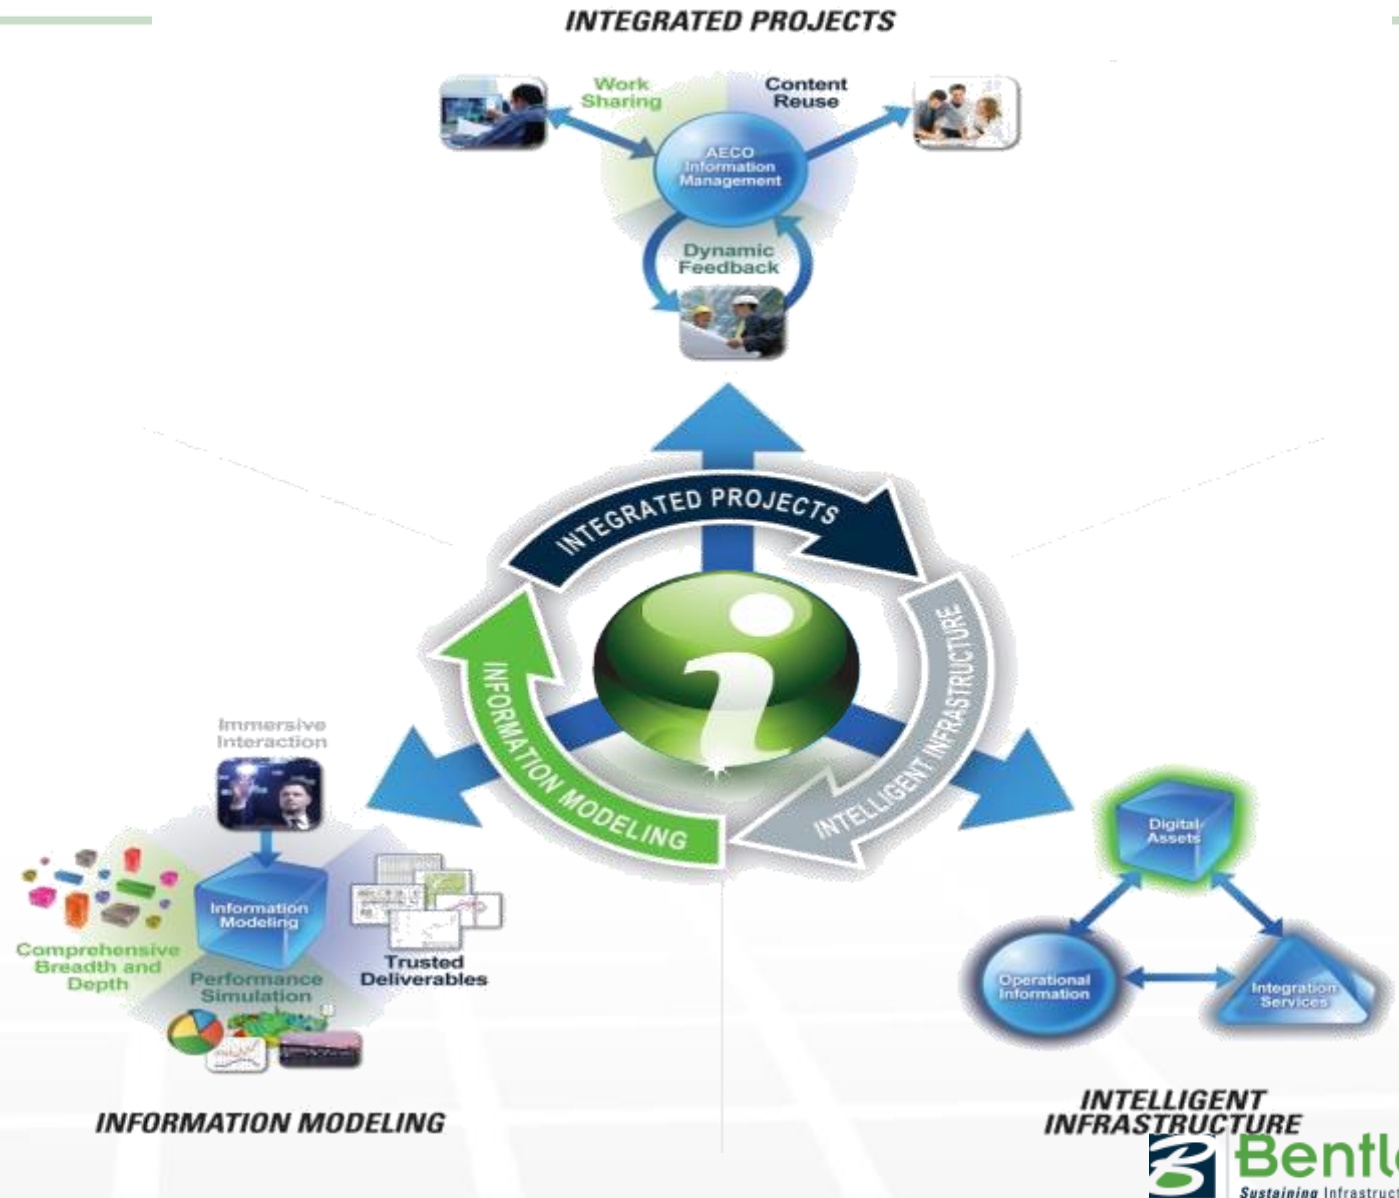 INTEGRATED PROJECTS
Work
Sharing
Content
Reuse
AECO
Information
Management
Dynamic
Feedback
INTEGRATED PROJECTS
INTELLIGENT INFRASTRUCTURE
INFORMATION MODELING
i
Immersive
Interaction
Information
Modeling
Comprehensive
Breadth and
Depth
Performance
Simulation
Trusted
Deliverables
INFORMATION MODELING
Digital
Assets
Operational
Information
Integration
Services
INTELLIGENT
INFRASTRUCTURE
B
Bentle
Sustaining Infrastruct